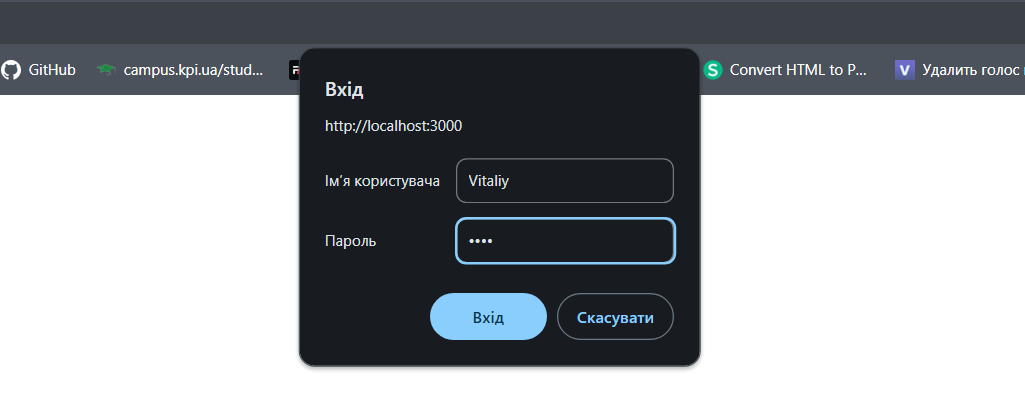 GitHub
campus.kpi.ua/stud...
Convert HTML to P...
Удалить голос
Вхід
http://localhost:3000
Ім’я користувача
Vitaliy
Пароль
••••
Вхід
Скасувати